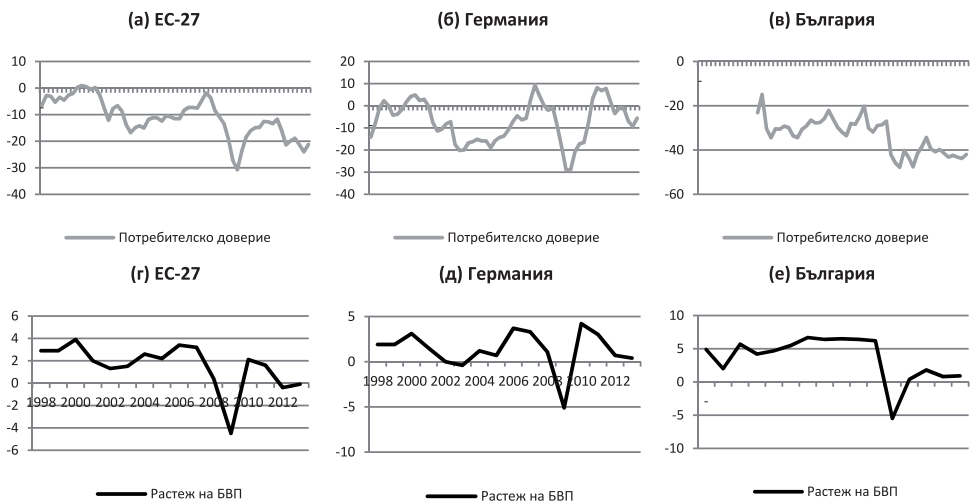 (а) ЕС-27
(б) Германия
(в) България
10
0
-10
-20
-30
-40
20
10
0
-10
-20
-30
-40
0
-20
-40
-60
Потребителско доверие
Потребителско доверие
Потребителско доверие
(г) ЕС-27
(д) Германия
(е) България
6
4
2
0
-2
-4
-6
1998 2000 2002 2004 2006 2008 2010 2012
5
0
-5
-10
1998 2000 2002 2004 2006 2008 2010 2012
10
5
0
-5
-10
Растеж на БВП
Растеж на БВП
Растеж на БВП